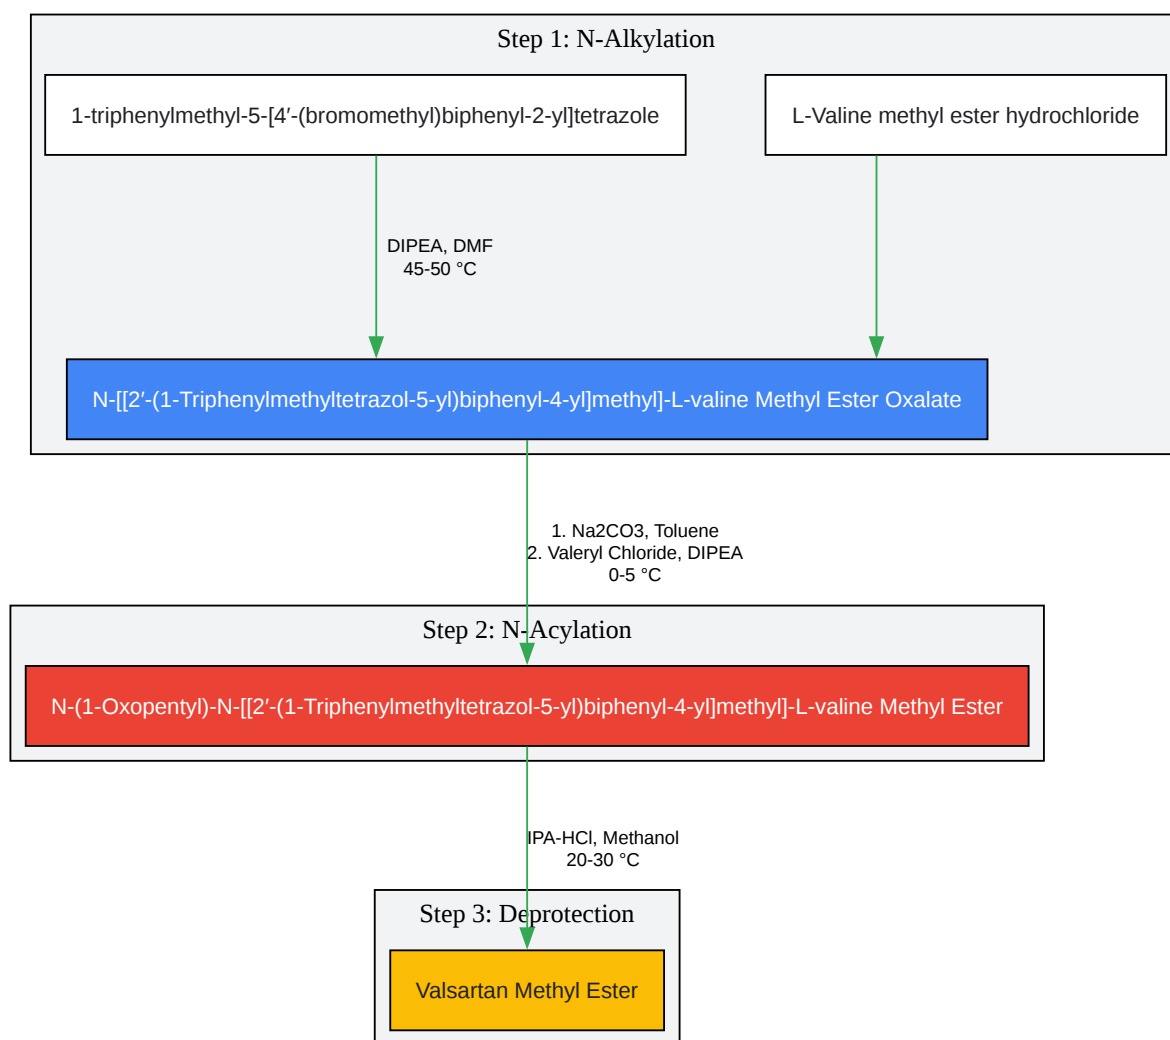 Step 1: N-Alkylation
1-triphenylmethyl-5-[4′-(bromomethyl)biphenyl-2-yl]tetrazole
L-Valine methyl ester hydrochloride
DIPEA, DMF
45-50 °C
N-[[2′-(1-Triphenylmethyltetrazol-5-yl)biphenyl-4-yl]methyl]-L-valine Methyl Ester Oxalate
1. Na2CO3, Toluene
2. Valeryl Chloride, DIPEA
0-5 °C
Step 2: N-Acylation
N-(1-Oxopentyl)-N-[[2′-(1-Triphenylmethyltetrazol-5-yl)biphenyl-4-yl]methyl]-L-valine Methyl Ester
IPA-HCl, Methanol
20-30 °C
Step 3: Deprotection
Valsartan Methyl Ester